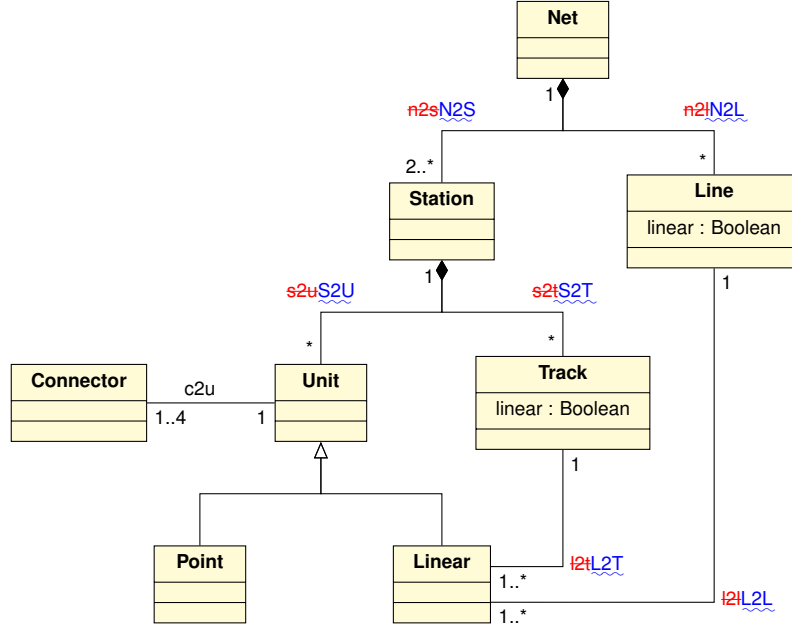 Net
1
n2sN2S
n2lN2L
2..*
*
Station
Line
linear : Boolean
1
1
s2uS2U
s2tS2T
*
*
Connector
c2u
Unit
Track
1..4
1
linear : Boolean
1
Point
Linear
l2tL2T
1..*
l2lL2L
1..*